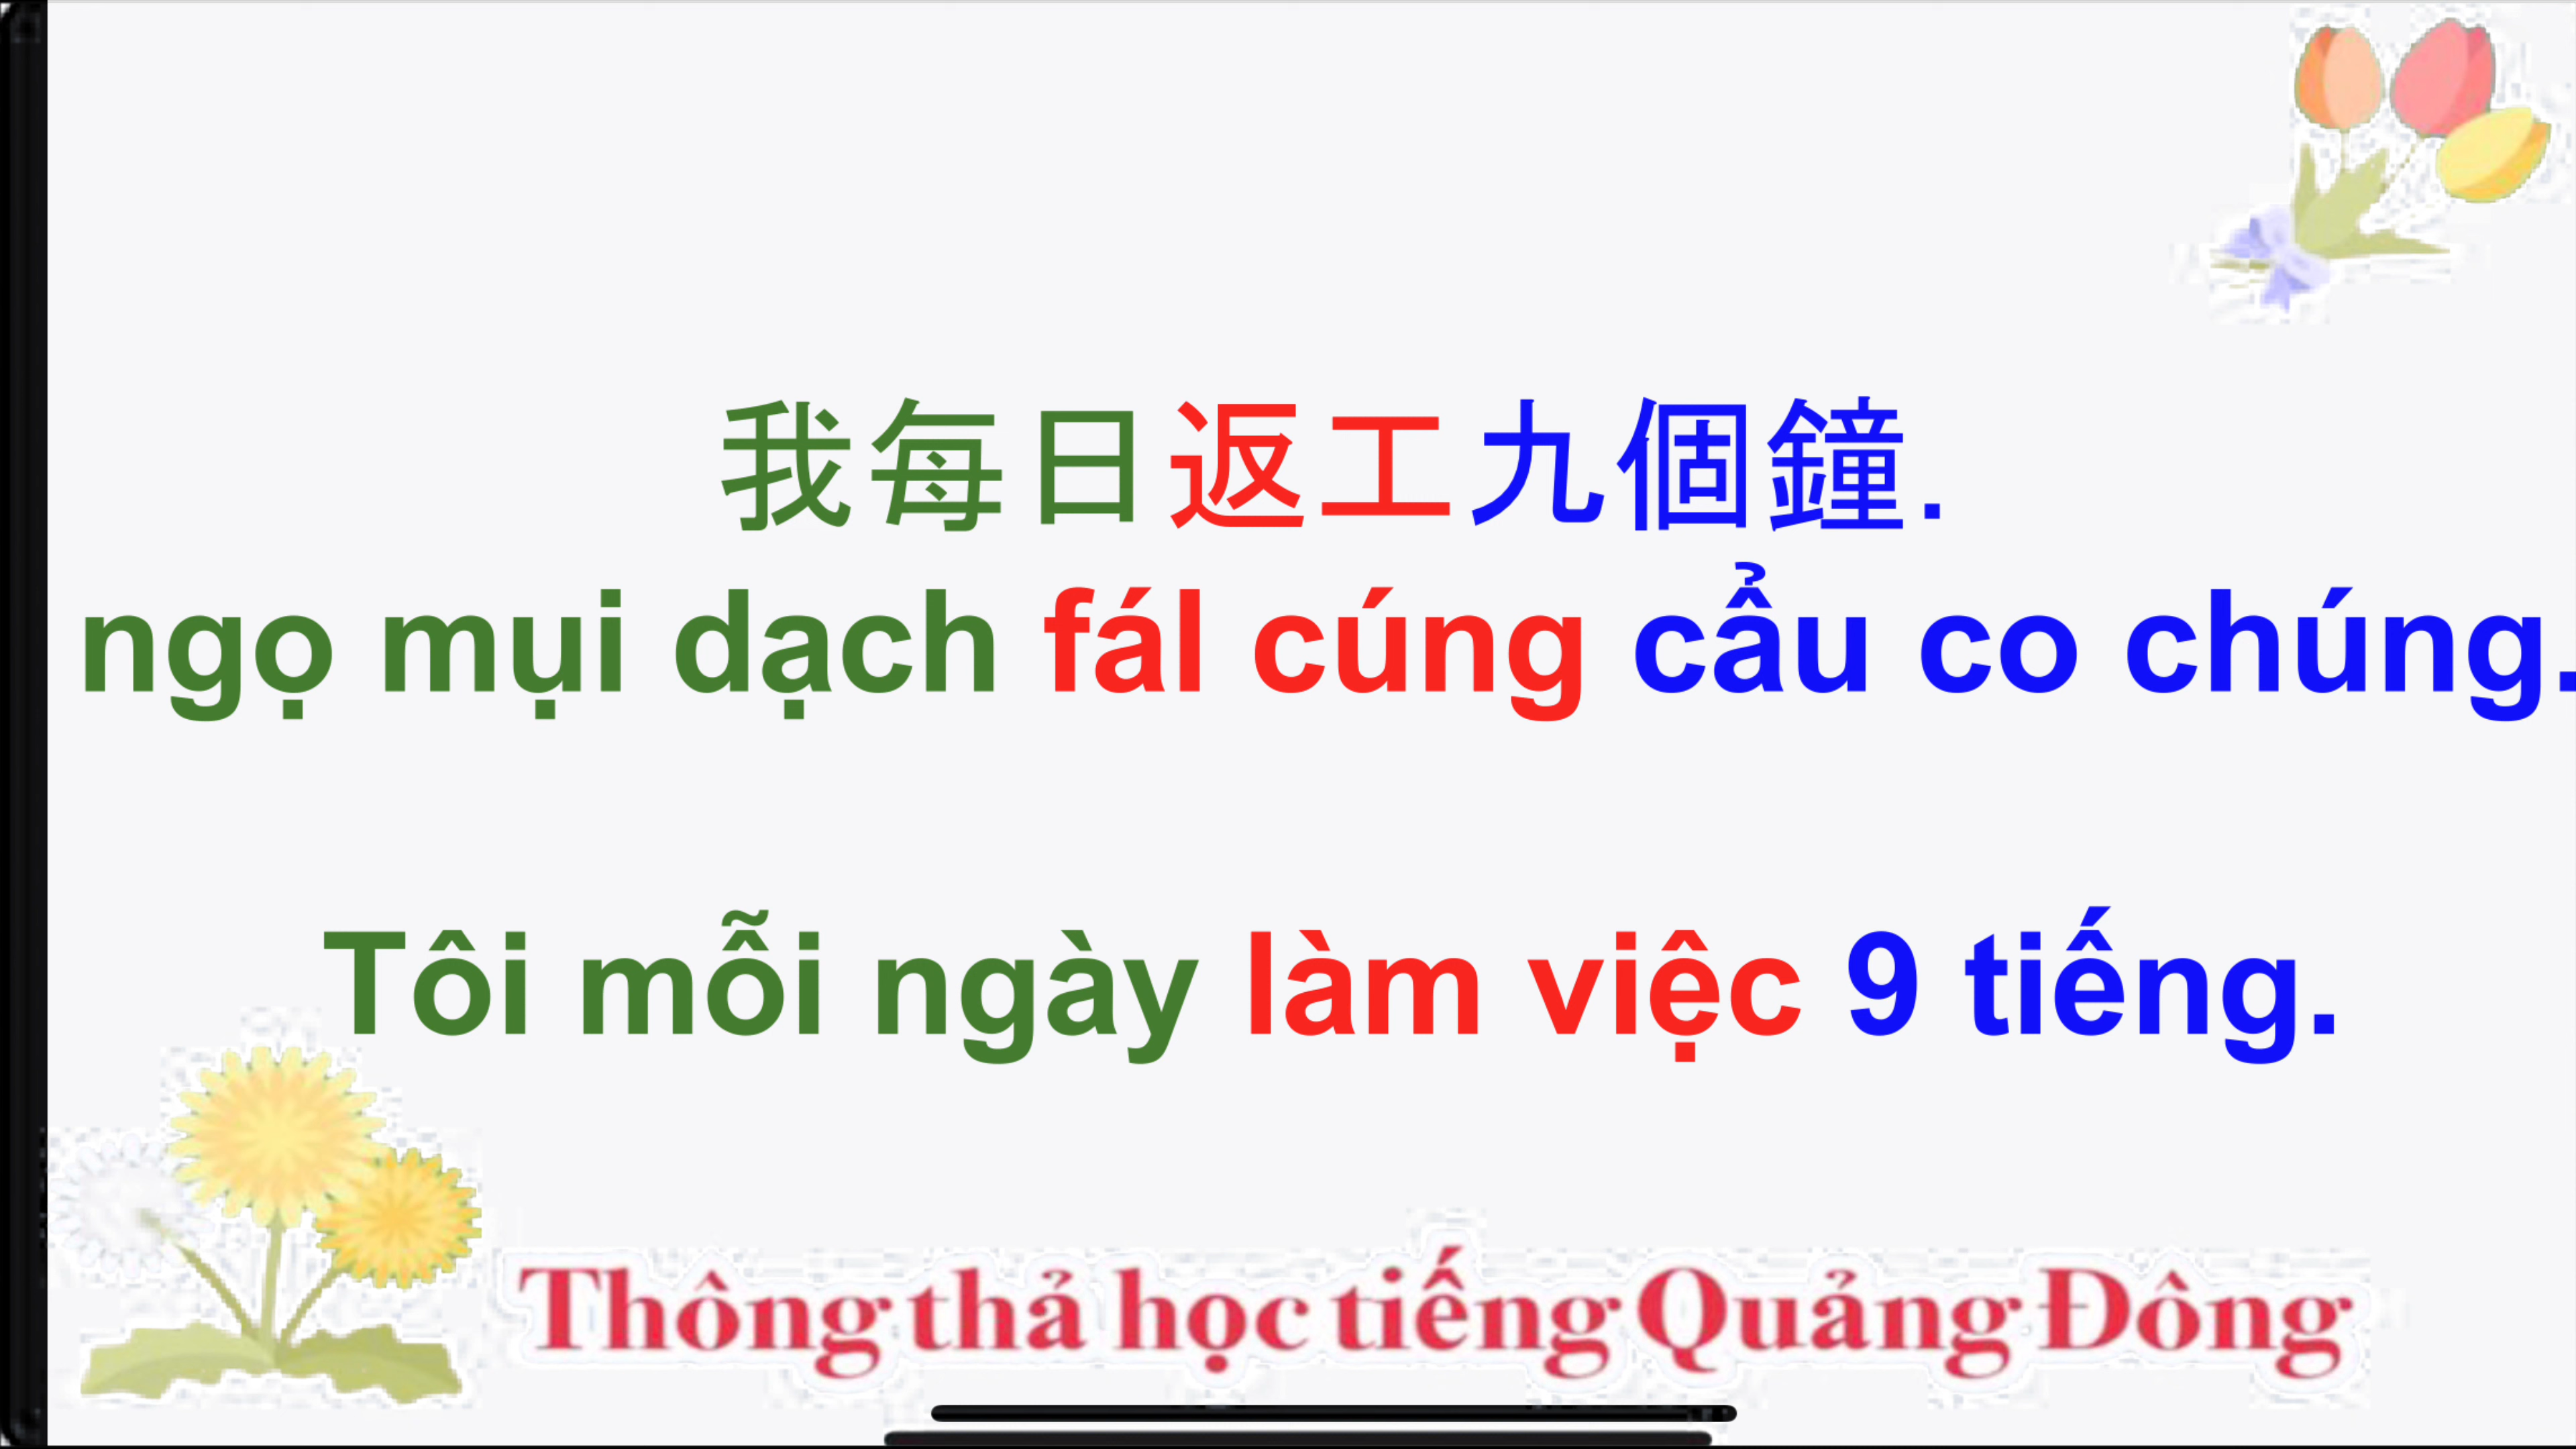 我每日返工九個鐘.
ngọ mụi dạch fál cúng cẩu co chúng.
Tôi mỗi ngày làm việc 9 tiếng.
Thông thả học tiếng Quảng Đông